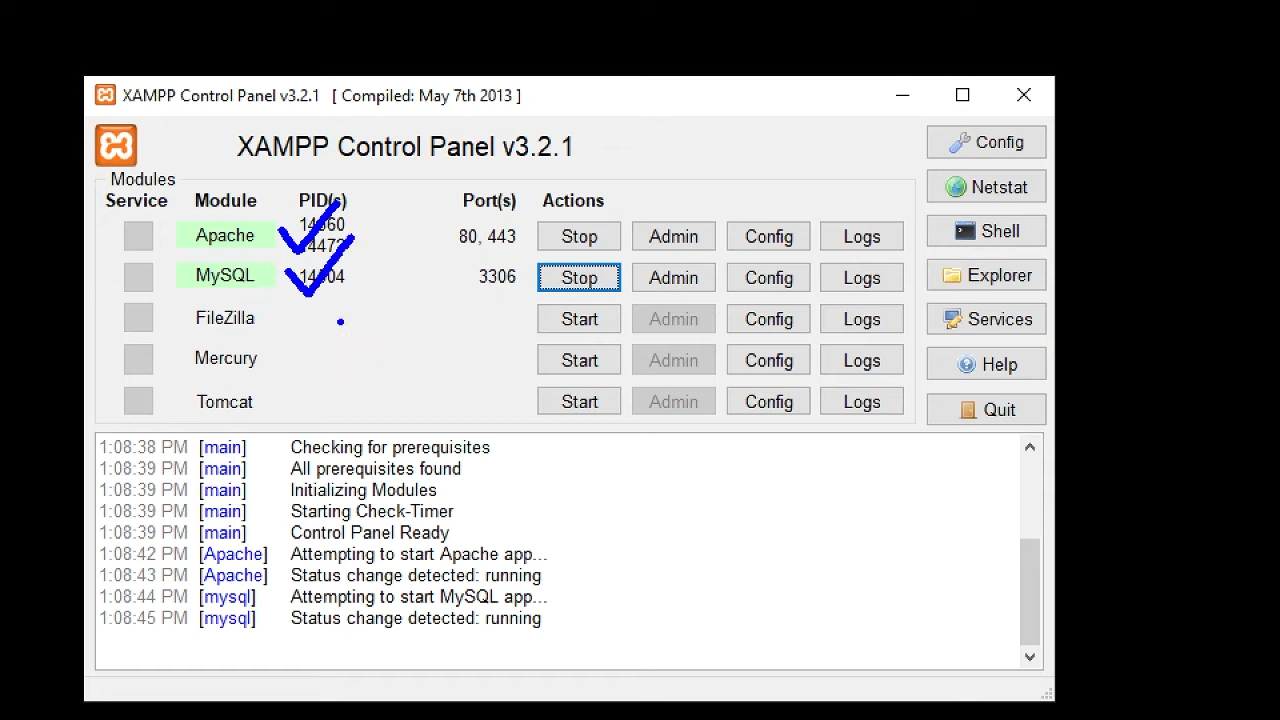 XAMPP Control Panel v3.2.1 [ Compiled: May 7th 2013 ]
XAMPP Control Panel v3.2.1
Config
Modules
Service Module PID(s) Port(s) Actions
Netstat
Apache 80, 443 Stop Admin Config Logs
Shell
MySQL 3306 Stop Admin Config Logs
Explorer
FileZilla Start Admin Config Logs
Services
Mercury Start Admin Config Logs
Help
Tomcat Start Admin Config Logs
Quit
1:08:38 PM [main] Checking for prerequisites
1:08:39 PM [main] All prerequisites found
1:08:39 PM [main] Initializing Modules
1:08:39 PM [main] Starting Check-Timer
1:08:39 PM [main] Control Panel Ready
1:08:42 PM [Apache] Attempting to start Apache app...
1:08:43 PM [Apache] Status change detected: running
1:08:44 PM [mysql] Attempting to start MySQL app...
1:08:45 PM [mysql] Status change detected: running